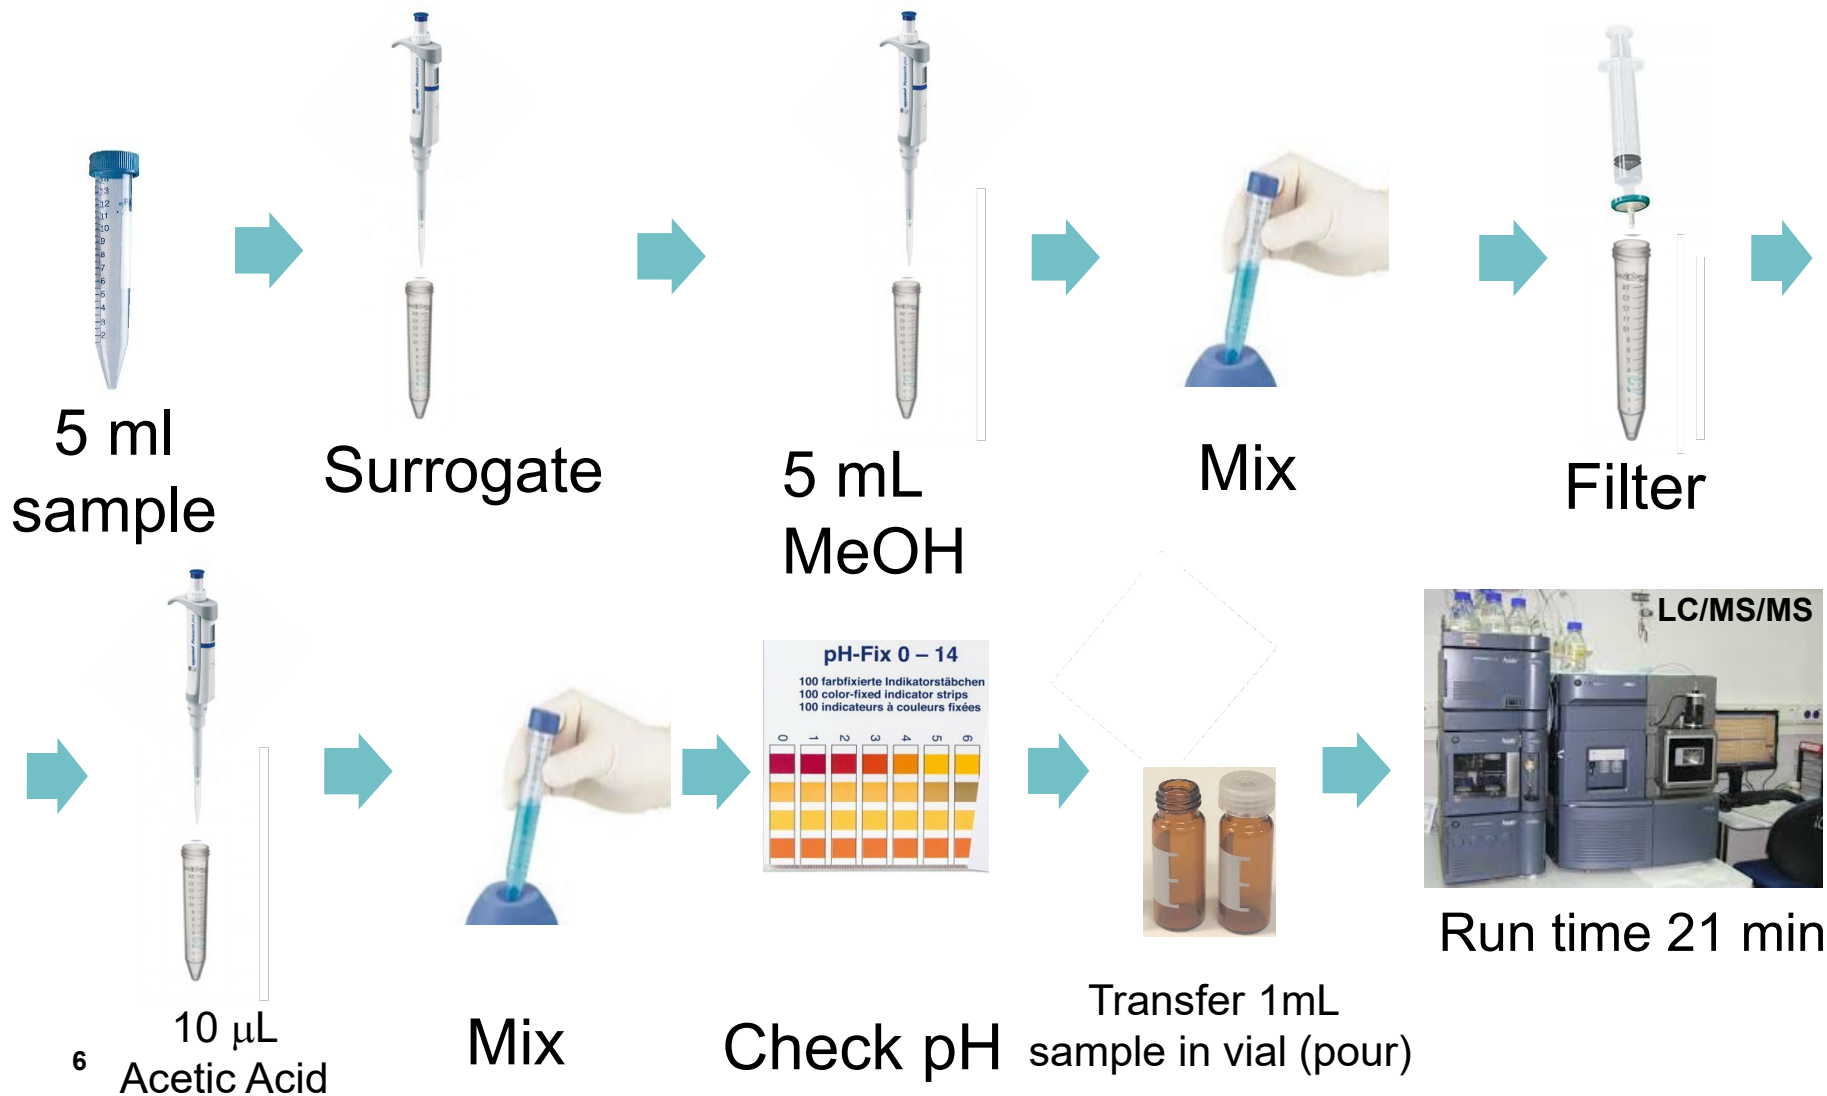 5 ml
sample
Surrogate
5 mL
MeOH
Mix
Filter
10 μL
Acetic Acid
Mix
pH-Fix 0 – 14
100 farbfixierte Indikatorstäbchen
100 color-fixed indicator strips
100 indicateurs à couleurs fixées
0 1 2 3 4 5 6
Check pH
Transfer 1mL
sample in vial (pour)
LC/MS/MS
Run time 21 min
6